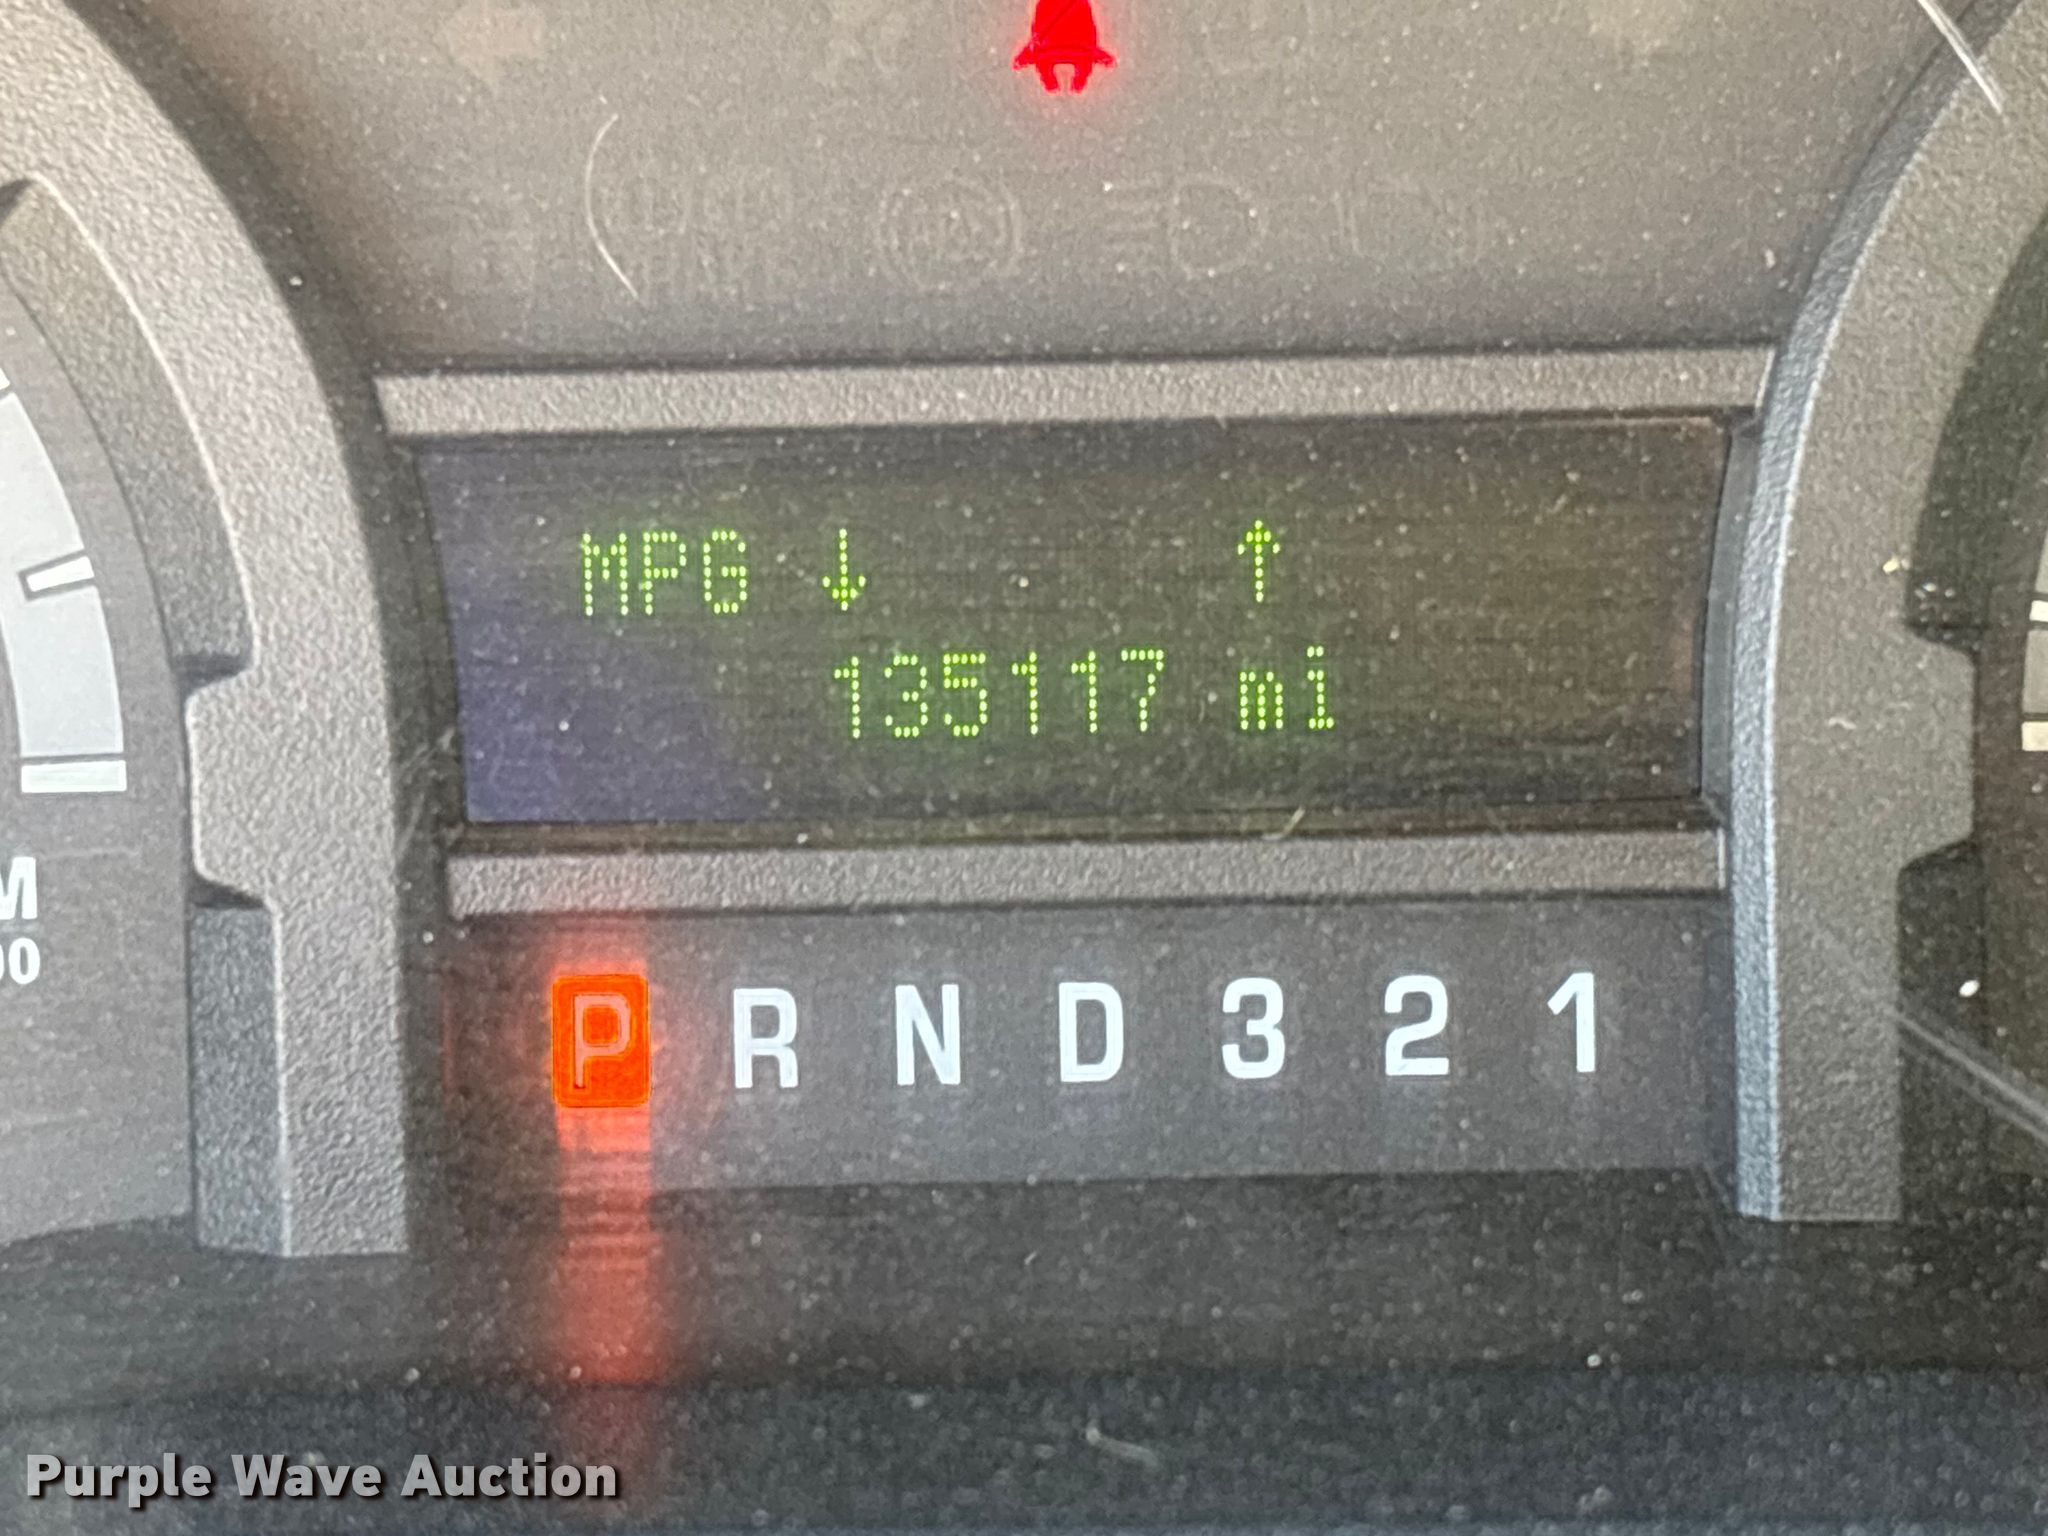 MPG ↓ ↑
135117 mi
P R N D 3 2 1
Purple Wave Auction